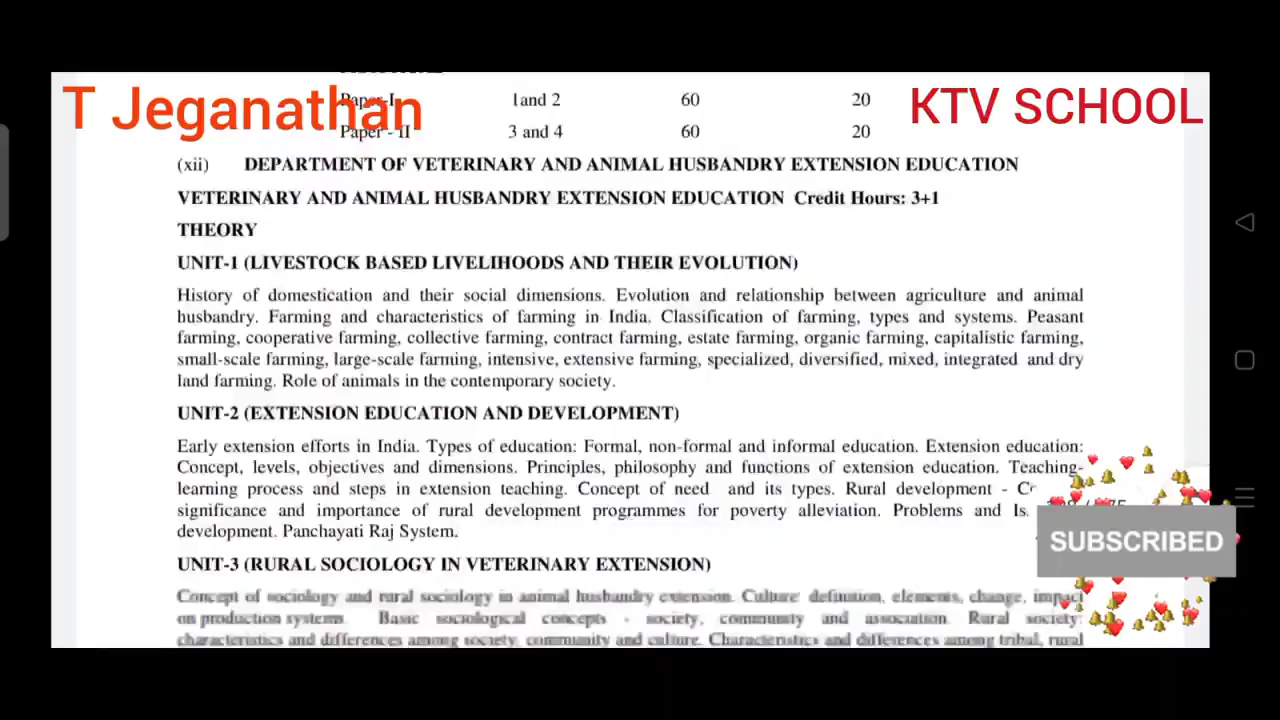 T Jeganathan
KTV SCHOOL
Paper-I 1and 2 60 20
Paper - II 3 and 4 60 20
(xii) DEPARTMENT OF VETERINARY AND ANIMAL HUSBANDRY EXTENSION EDUCATION
VETERINARY AND ANIMAL HUSBANDRY EXTENSION EDUCATION Credit Hours: 3+1
THEORY
UNIT-1 (LIVESTOCK BASED LIVELIHOODS AND THEIR EVOLUTION)
History of domestication and their social dimensions. Evolution and relationship between agriculture and animal
husbandry. Farming and characteristics of farming in India. Classification of farming, types and systems. Peasant
farming, cooperative farming, collective farming, contract farming, estate farming, organic farming, capitalistic farming,
small-scale farming, large-scale farming, intensive, extensive farming, specialized, diversified, mixed, integrated and dry
land farming. Role of animals in the contemporary society.
UNIT-2 (EXTENSION EDUCATION AND DEVELOPMENT)
Early extension efforts in India. Types of education: Formal, non-formal and informal education. Extension education:
Concept, levels, objectives and dimensions. Principles, philosophy and functions of extension education. Teaching-
learning process and steps in extension teaching. Concept of need and its types. Rural development -
significance and importance of rural development programmes for poverty alleviation. Problems and
development. Panchayati Raj System.
SUBSCRIBED
UNIT-3 (RURAL SOCIOLOGY IN VETERINARY EXTENSION)
Concept of sociology and rural sociology in animal husbandry extension. Culture definition, elements, change, impact
on production systems. Basic sociological concepts - society, community and association. Rural society:
characteristics and differences among society, community and culture. Characteristics and differences among tribal, rural